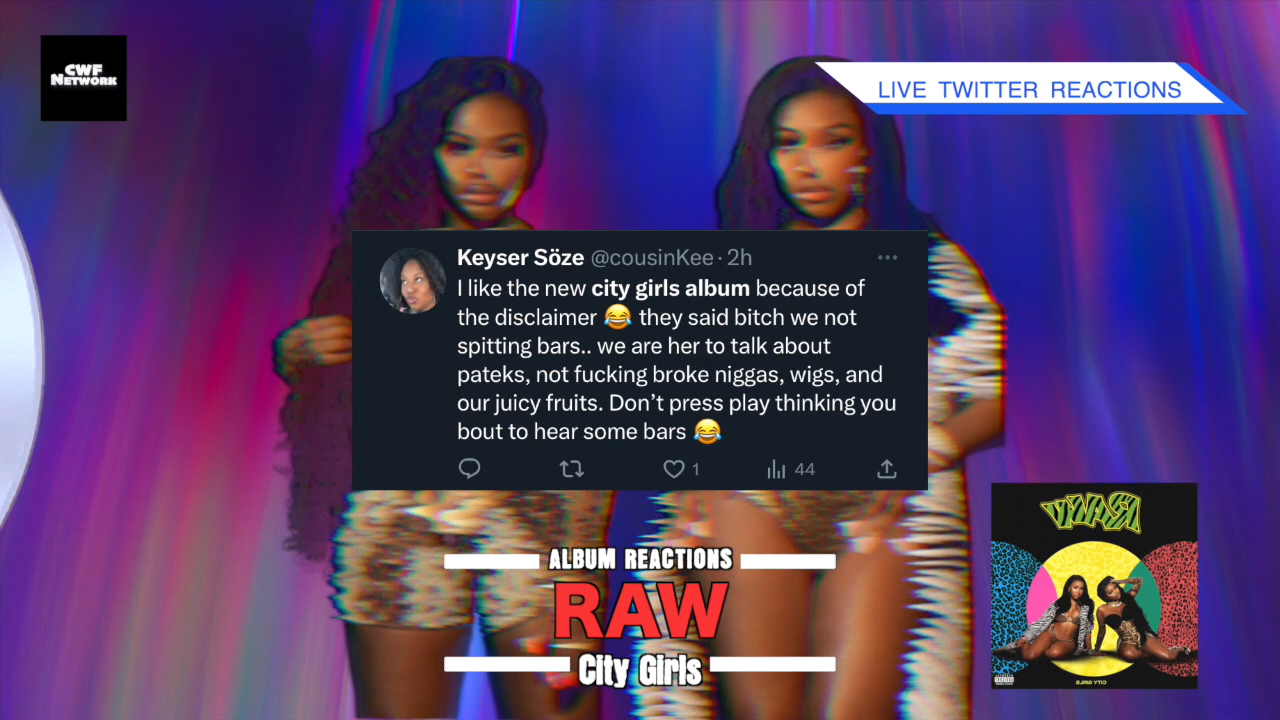 CWF
NETWORK
LIVE TWITTER REACTIONS
Keyser Söze @cousinKee · 2h
I like the new city girls album because of
the disclaimer 😂 they said bitch we not
spitting bars.. we are her to talk about
pateks, not fucking broke niggas, wigs, and
our juicy fruits. Don’t press play thinking you
bout to hear some bars 😂
1
44
ALBUM REACTIONS
RAW
City Girls
RAW
CITY GIRLS